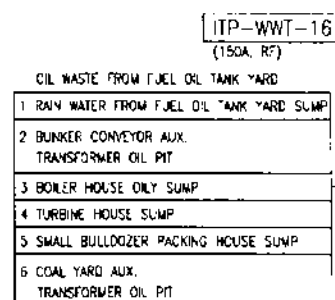 ITP-WWT-16
(150A, RF)
OIL WASTE FROM FUEL OIL TANK YARD
1 RAIN WATER FROM FUEL OIL TANK YARD SUMP
2 BUNKER CONVEYOR AUX.
TRANSFORMER OIL PIT
3 BOILER HOUSE OILY SUMP
4 TURBINE HOUSE SUMP
5 SMALL BULLDOZER PACKING HOUSE SUMP
6 COAL YARD AUX.
TRANSFORMER OIL PIT